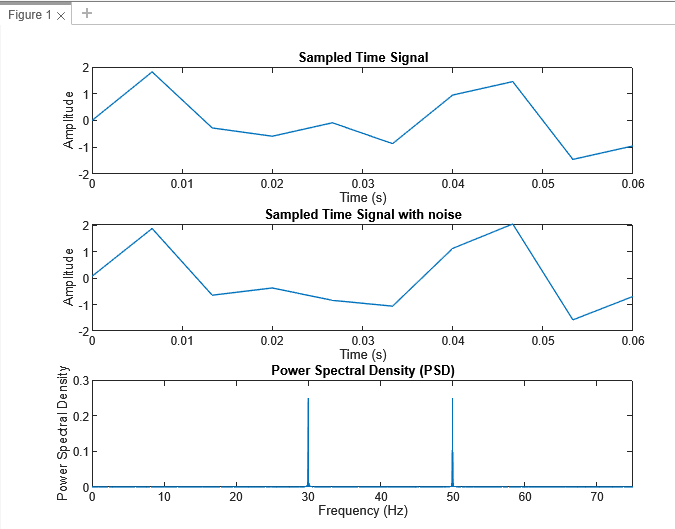 Figure 1 × +
Sampled Time Signal
2
1
0
-1
-2
Amplitude
0 0.01 0.02 0.03 0.04 0.05 0.06
Time (s)
Sampled Time Signal with noise
2
1
0
-1
-2
Amplitude
0 0.01 0.02 0.03 0.04 0.05 0.06
Time (s)
Power Spectral Density (PSD)
0.3
0.2
0.1
0
Power Spectral Density
0 10 20 30 40 50 60 70
Frequency (Hz)